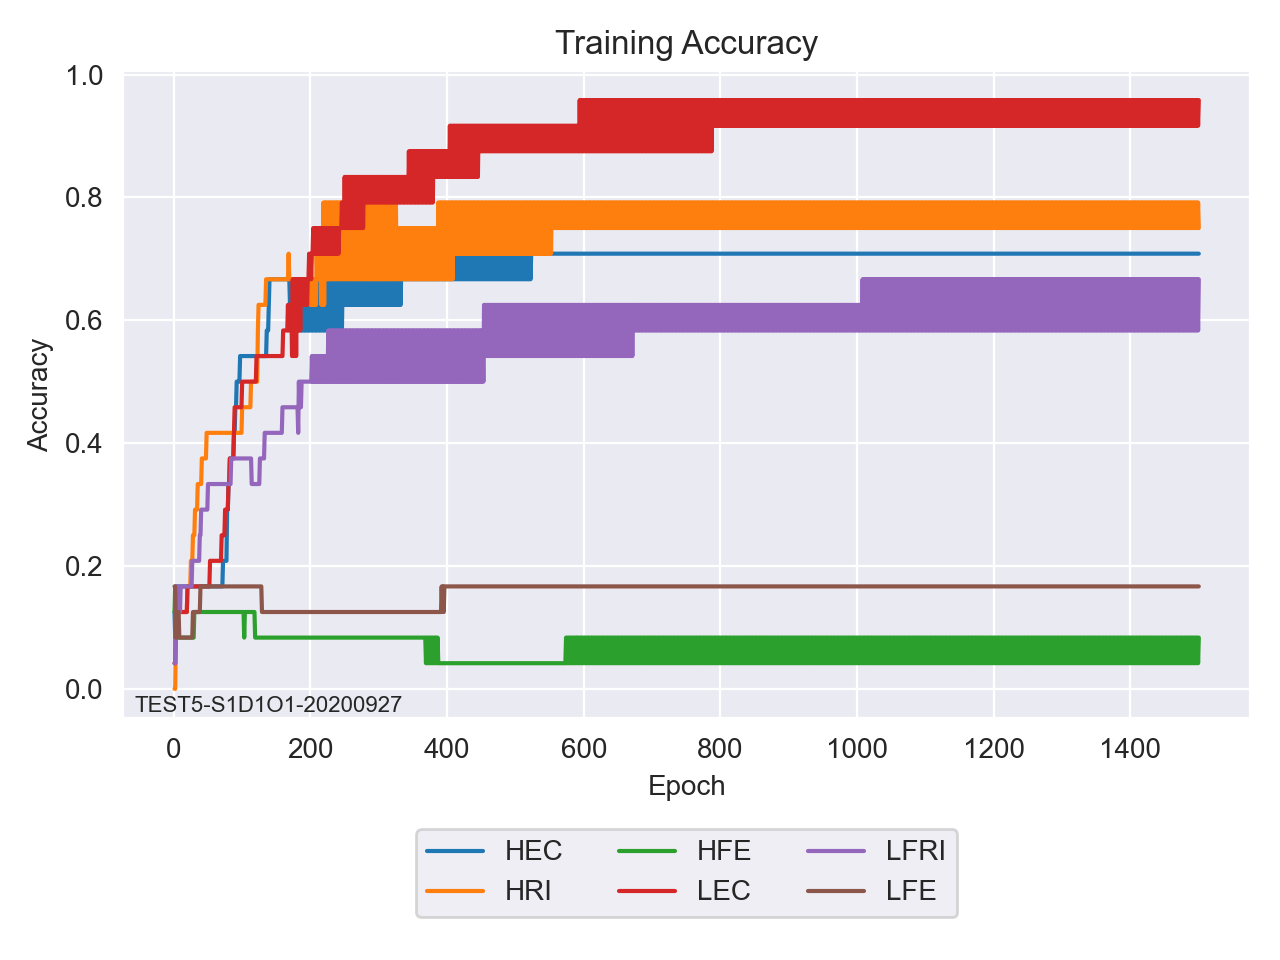 Training Accuracy
1.0
0.8
0.6
0.4
0.2
0.0
Accuracy
TEST5-S1D1O1-20200927
0 200 400 600 800 1000 1200 1400
Epoch
HEC HFE LFRI
HRI LEC LFE